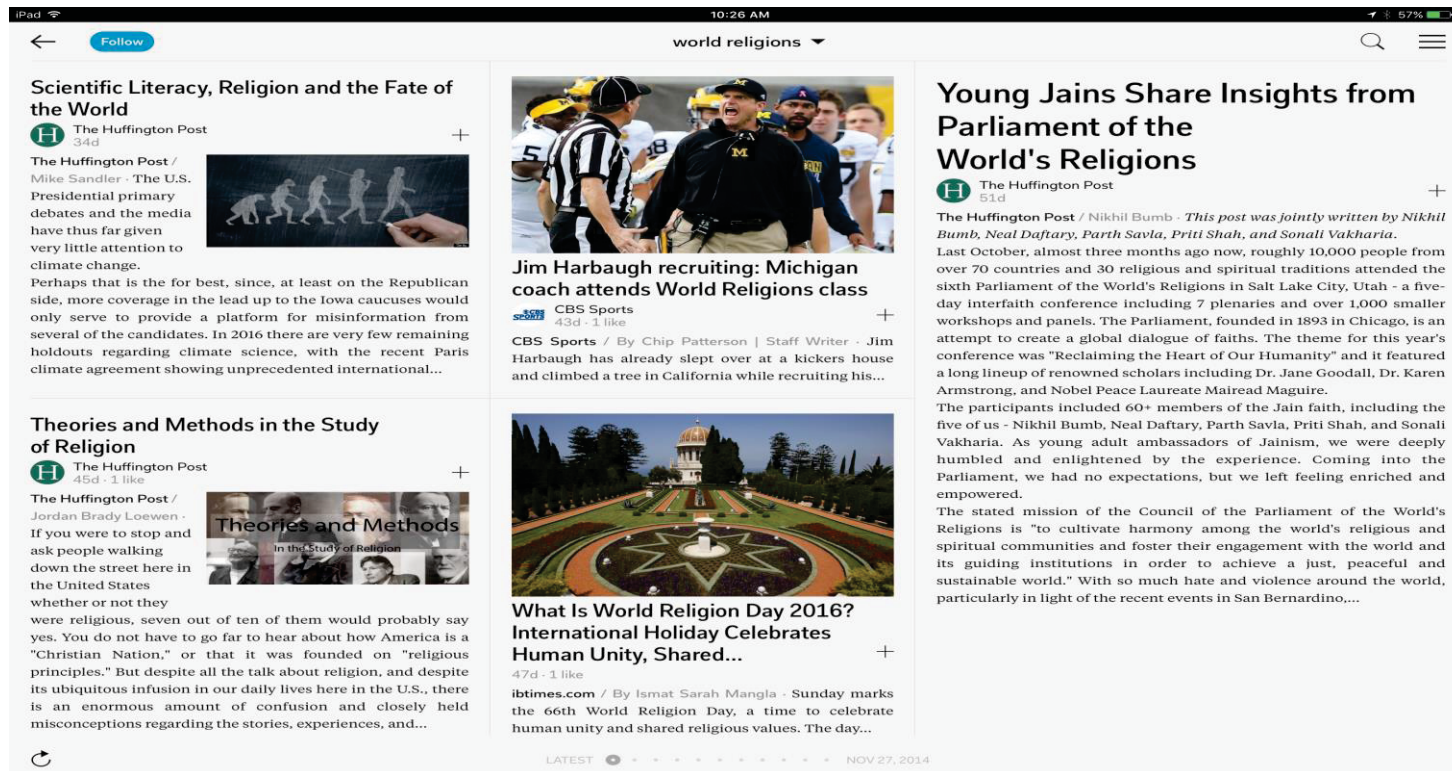 iPad
10:26 AM
57%
Follow
world religions
Scientific Literacy, Religion and the Fate of
the World
H
The Huffington Post
34d
The Huffington Post /
Mike Sandler · The U.S.
Presidential primary
debates and the media
have thus far given
very little attention to
climate change.
Perhaps that is the for best, since, at least on the Republican
side, more coverage in the lead up to the Iowa caucuses would
only serve to provide a platform for misinformation from
several of the candidates. In 2016 there are very few remaining
holdouts regarding climate science, with the recent Paris
climate agreement showing unprecedented international...
Theories and Methods in the Study
of Religion
H
The Huffington Post
45d · 1 like
The Huffington Post /
Jordan Brady Loewen ·
If you were to stop and
ask people walking
down the street here in
the United States
whether or not they
Theories and Methods
In the Study of Religion
were religious, seven out of ten of them would probably say
yes. You do not have to go far to hear about how America is a
"Christian Nation," or that it was founded on "religious
principles." But despite all the talk about religion, and despite
its ubiquitous infusion in our daily lives here in the U.S., there
is an enormous amount of confusion and closely held
misconceptions regarding the stories, experiences, and...
5
M
M
Jim Harbaugh recruiting: Michigan
coach attends World Religions class
CBS SPORTS
CBS Sports
43d · 1 like
CBS Sports / By Chip Patterson | Staff Writer · Jim
Harbaugh has already slept over at a kickers house
and climbed a tree in California while recruiting his...
What Is World Religion Day 2016?
International Holiday Celebrates
Human Unity, Shared...
47d · 1 like
ibtimes.com / By Ismat Sarah Mangla · Sunday marks
the 66th World Religion Day, a time to celebrate
human unity and shared religious values. The day...
Young Jains Share Insights from
Parliament of the
World's Religions
H
The Huffington Post
51d
The Huffington Post / Nikhil Bumb · This post was jointly written by Nikhil
Bumb, Neal Daftary, Parth Savla, Priti Shah, and Sonali Vakharia.
Last October, almost three months ago now, roughly 10,000 people from
over 70 countries and 30 religious and spiritual traditions attended the
sixth Parliament of the World's Religions in Salt Lake City, Utah - a five-
day interfaith conference including 7 plenaries and over 1,000 smaller
workshops and panels. The Parliament, founded in 1893 in Chicago, is an
attempt to create a global dialogue of faiths. The theme for this year's
conference was "Reclaiming the Heart of Our Humanity" and it featured
a long lineup of renowned scholars including Dr. Jane Goodall, Dr. Karen
Armstrong, and Nobel Peace Laureate Mairead Maguire.
The participants included 60+ members of the Jain faith, including the
five of us - Nikhil Bumb, Neal Daftary, Parth Savla, Priti Shah, and Sonali
Vakharia. As young adult ambassadors of Jainism, we were deeply
humbled and enlightened by the experience. Coming into the
Parliament, we had no expectations, but we left feeling enriched and
empowered.
The stated mission of the Council of the Parliament of the World's
Religions is "to cultivate harmony among the world's religious and
spiritual communities and foster their engagement with the world and
its guiding institutions in order to achieve a just, peaceful and
sustainable world." With so much hate and violence around the world,
particularly in light of the recent events in San Bernardino,...
LATEST
NOV 27, 2014